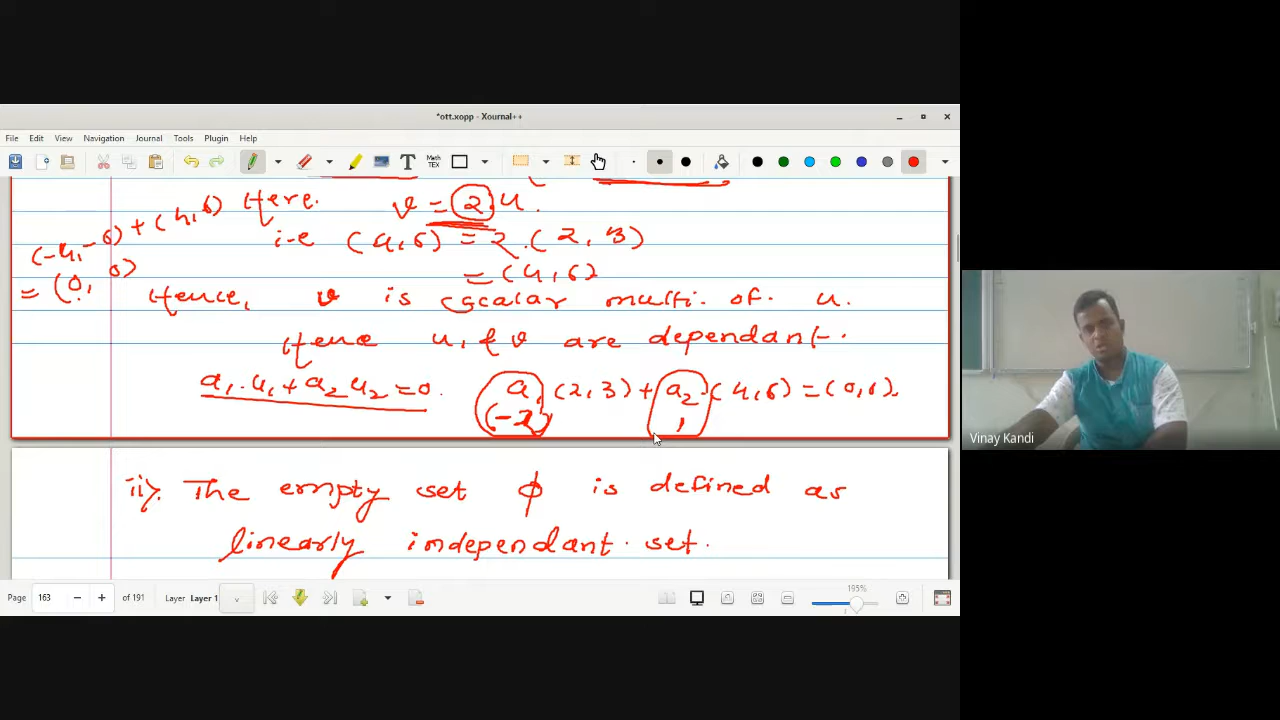 *ott.xopp - Xournal++
File Edit View Navigation Journal Tools Plugin Help
Here. v = 2.u.
(-4,-6) + (4,6)
= (0, 0)
i-e (4,6) = 2.(2, 3)
= (4,6)
Hence, v is scalar multi. of u.
Hence u, & v are dependant.
a1.u1 + a2 u2 = 0. a1 (2,3) + a2.(4,6) = (0,0).
(-2) 1
ii). The empty set ϕ is defined as
linearly independant. set.
Page 163 of 191 Layer Layer 1 195%
Vinay Kandi